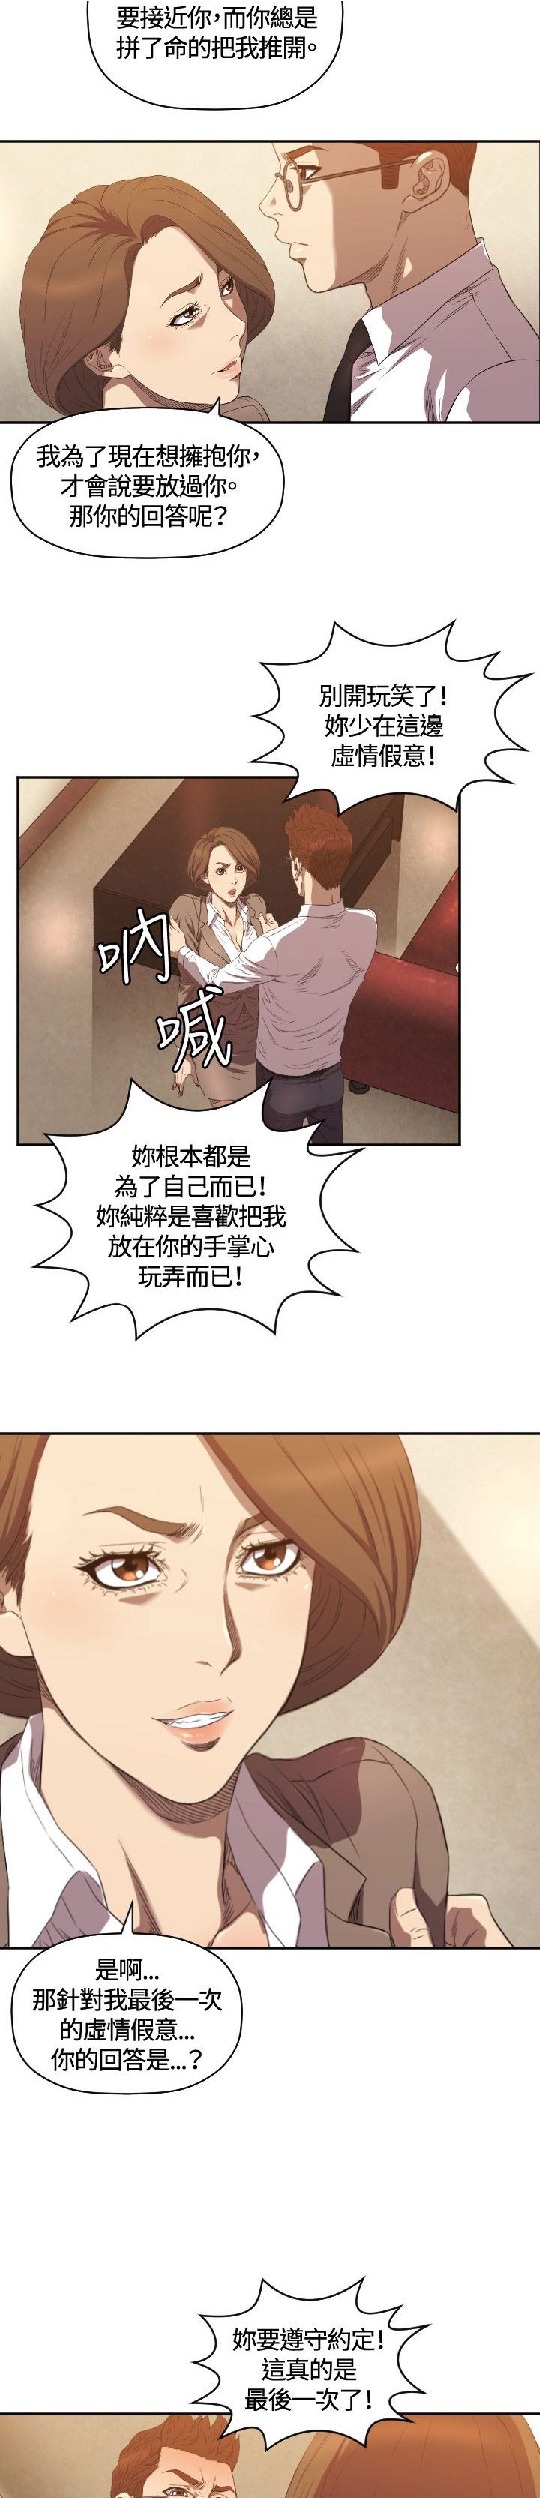 要接近你，而你總是
拼了命的把我推開。
我為了現在想擁抱你，
才會說要放過你。
那你的回答呢？
別開玩笑了！
妳少在這邊
虛情假意！
吶
喊
妳根本都是
為了自己而已！
妳純粹是喜歡把我
放在你的手掌心
玩弄而已！
是啊...
那針對我最後一次
的虛情假意...
你的回答是...？
妳要遵守約定！
這真的是
最後一次了！